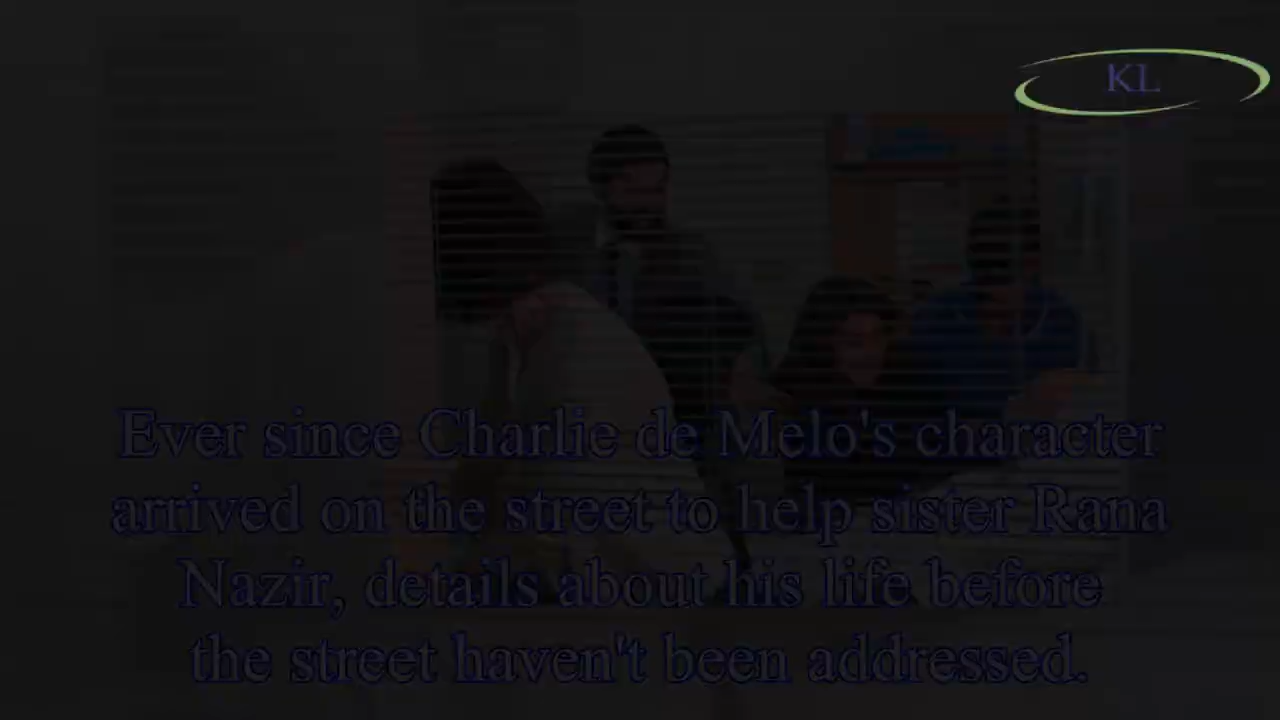 KL
Ever since Charlie de Melo's character
arrived on the street to help sister Rana
Nazir, details about his life before
the street haven't been addressed.